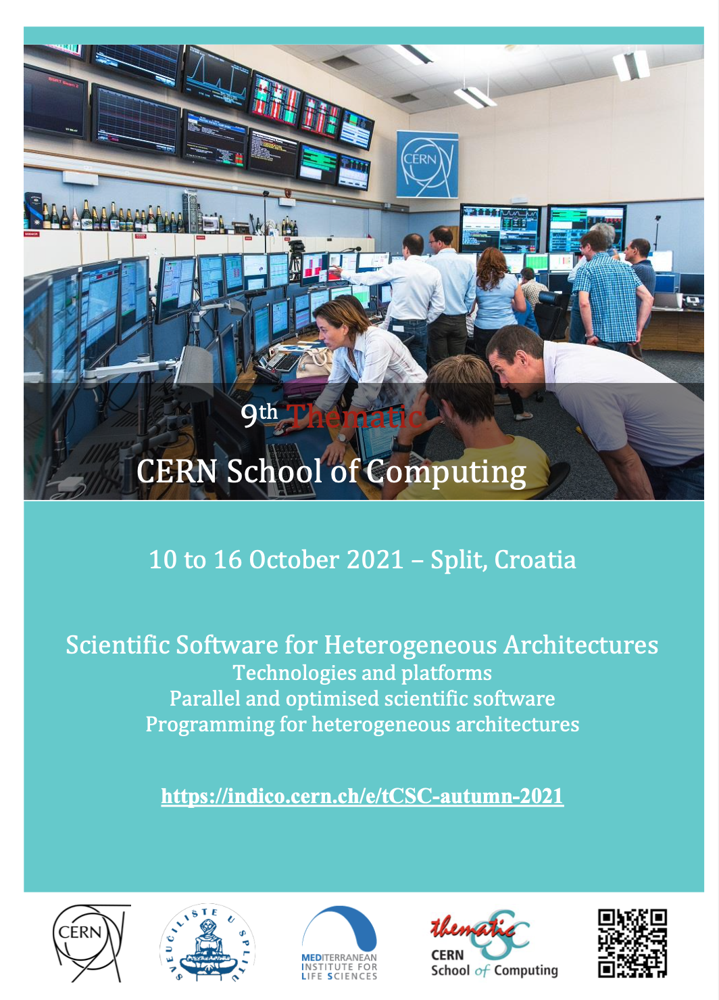 CERN
9th Thematic
CERN School of Computing
10 to 16 October 2021 – Split, Croatia
Scientific Software for Heterogeneous Architectures
Technologies and platforms
Parallel and optimised scientific software
Programming for heterogeneous architectures
https://indico.cern.ch/e/tCSC-autumn-2021
CERN
SVEUČILIŠTE U SPLITU
MEDITERRANEAN
INSTITUTE FOR
LIFE SCIENCES
thematic CSC
CERN
School of Computing